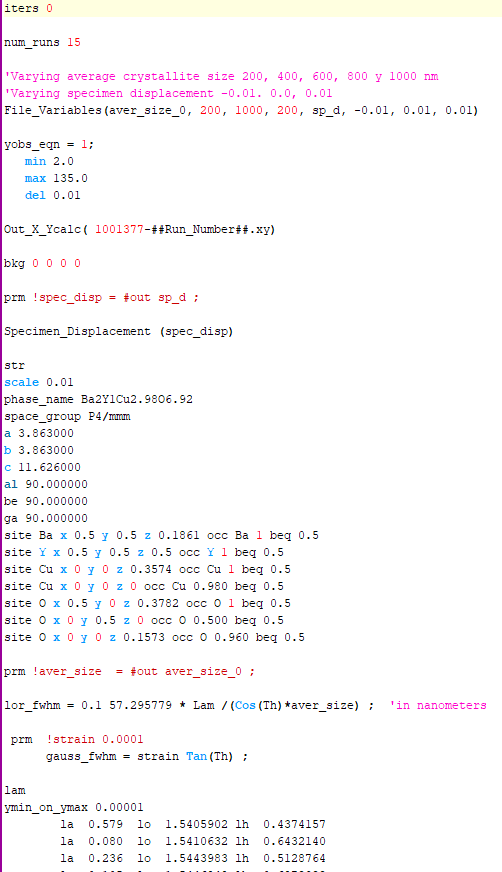 iters 0
num_runs 15
'Varying average crystallite size 200, 400, 600, 800 y 1000 nm
'Varying specimen displacement -0.01. 0.0, 0.01
File_Variables(aver_size_0, 200, 1000, 200, sp_d, -0.01, 0.01, 0.01)
yobs_eqn = 1;
min 2.0
max 135.0
del 0.01
Out_X_Ycalc( 1001377-##Run_Number##.xy)
bkg 0 0 0 0
prm !spec_disp = #out sp_d ;
Specimen_Displacement (spec_disp)
str
scale 0.01
phase_name Ba2Y1Cu2.98O6.92
space_group P4/mmm
a 3.863000
b 3.863000
c 11.626000
al 90.000000
be 90.000000
ga 90.000000
site Ba x 0.5 y 0.5 z 0.1861 occ Ba 1 beq 0.5
site Y x 0.5 y 0.5 z 0.5 occ Y 1 beq 0.5
site Cu x 0 y 0 z 0.3574 occ Cu 1 beq 0.5
site Cu x 0 y 0 z 0 occ Cu 0.980 beq 0.5
site O x 0.5 y 0 z 0.3782 occ O 1 beq 0.5
site O x 0 y 0.5 z 0 occ O 0.500 beq 0.5
site O x 0 y 0 z 0.1573 occ O 0.960 beq 0.5
prm !aver_size = #out aver_size_0 ;
lor_fwhm = 0.1 57.295779 * Lam /(Cos(Th)*aver_size) ; 'in nanometers
prm !strain 0.0001
gauss_fwhm = strain Tan(Th) ;
lam
ymin_on_ymax 0.00001
la 0.579 lo 1.5405902 lh 0.4374157
la 0.080 lo 1.5410632 lh 0.6432140
la 0.236 lo 1.5443983 lh 0.5128764